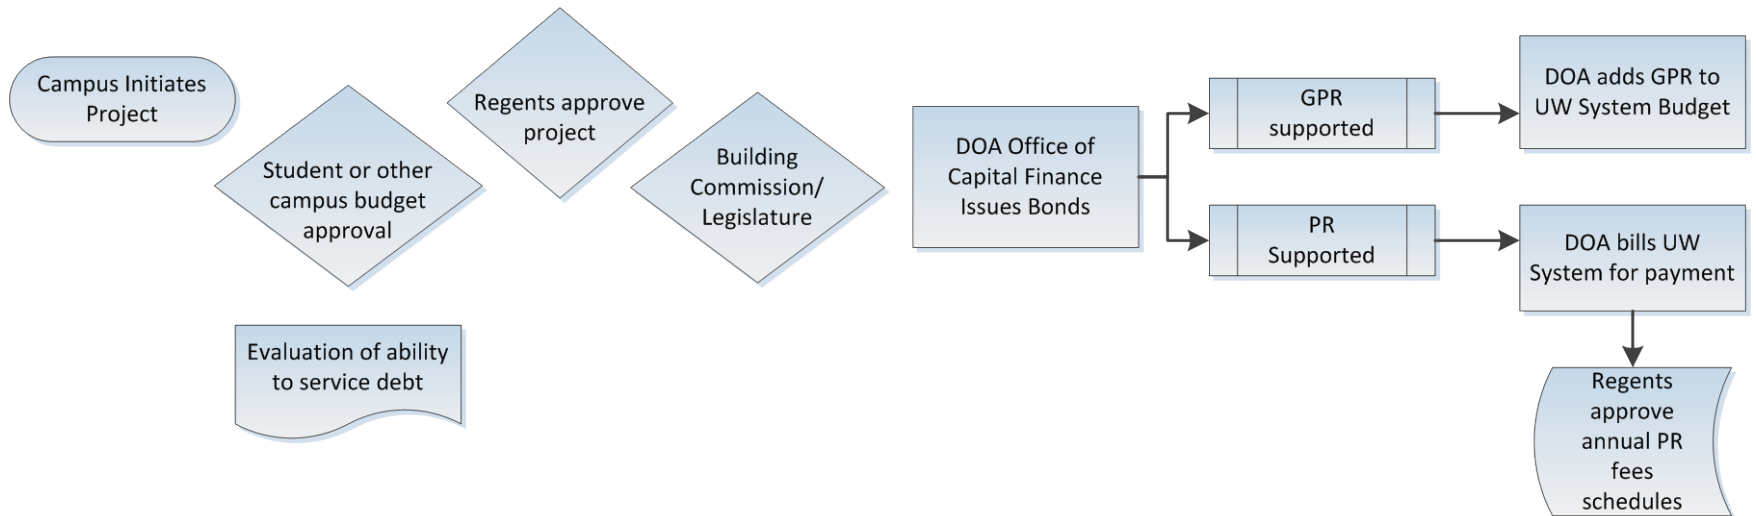 Campus Initiates
Project
Student or other
campus budget
approval
Evaluation of ability
to service debt
Regents approve
project
Building
Commission/
Legislature
DOA Office of
Capital Finance
Issues Bonds
GPR
supported
DOA adds GPR to
UW System Budget
PR
Supported
DOA bills UW
System for payment
Regents
approve
annual PR
fees
schedules